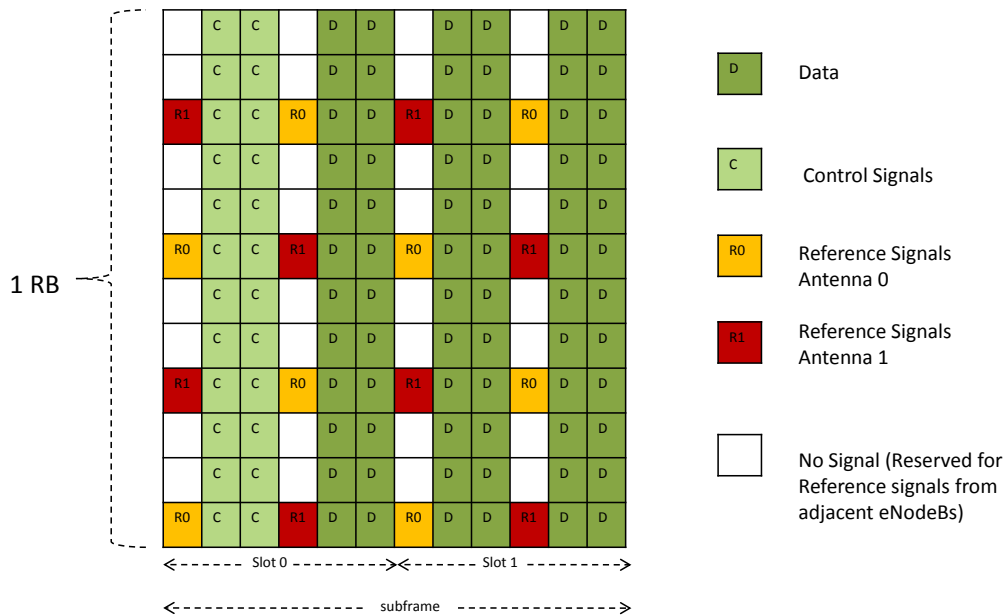 C C D D D D D D
C C D D D D D D
R1 C C R0 D D R1 D D R0 D D
C C D D D D D D
C C D D D D D D
R0 C C R1 D D R0 D D R1 D D
C C D D D D D D
1 RB
C C D D D D D D
R1 C C R0 D D R1 D D R0 D D
C C D D D D D D
C C D D D D D D
R0 C C R1 D D R0 D D R1 D D
Slot 0 Slot 1
subframe
D Data
C Control Signals
R0 Reference Signals
Antenna 0
R1 Reference Signals
Antenna 1
No Signal (Reserved for
Reference signals from
adjacent eNodeBs)